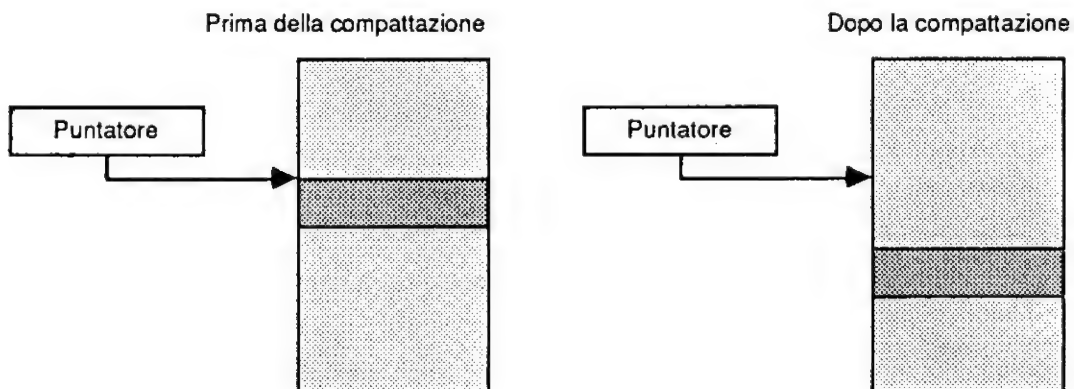 Prima della compattazione
Dopo la compattazione
Puntatore
Puntatore